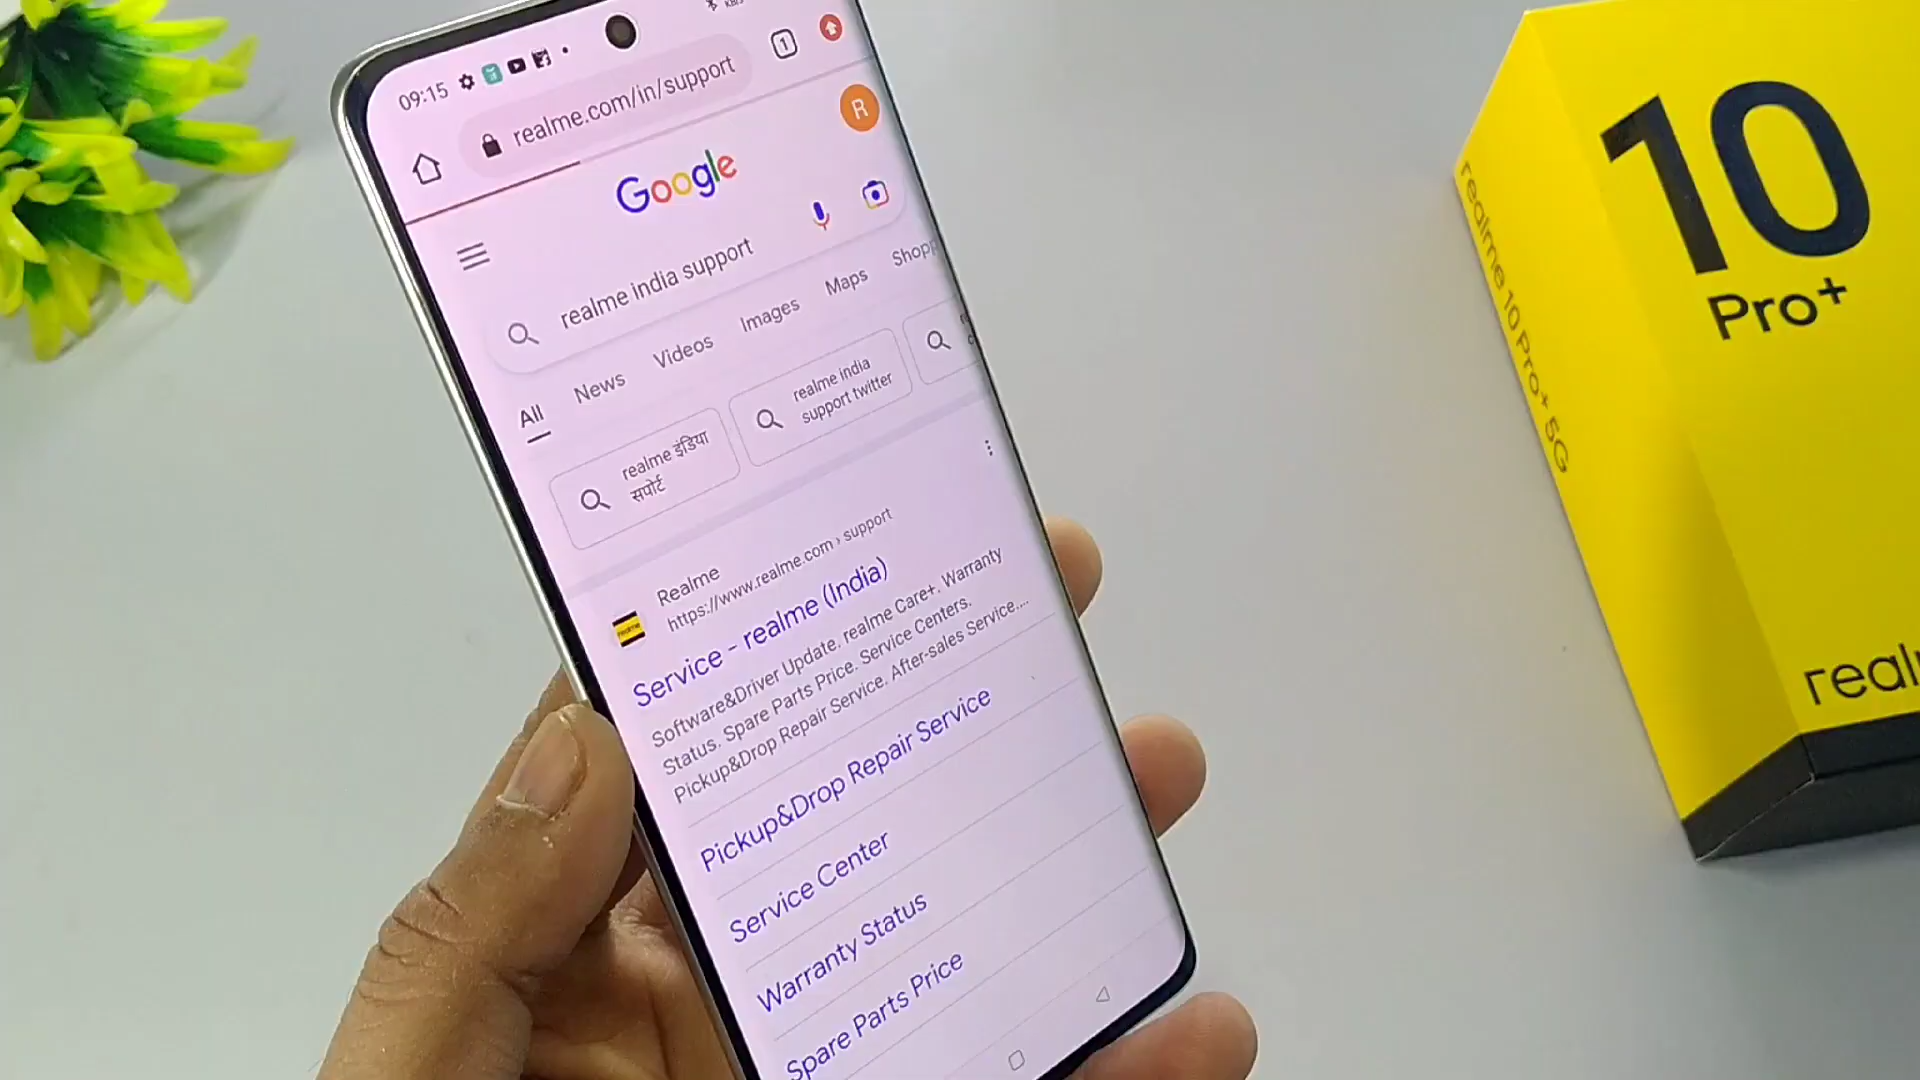 09:15
realme.com/in/support
1
R
Google
realme india support
All
News
Videos
Images
Maps
Shopp
realme इंडिया
सपोर्ट
realme india
support twitter
Realme
https://www.realme.com › support
realme
Service - realme (India)
Software&Driver Update. realme Care+. Warranty
Status. Spare Parts Price. Service Centers.
Pickup&Drop Repair Service. After-sales Service....
Pickup&Drop Repair Service
Service Center
Warranty Status
Spare Parts Price
10
Pro+
realme 10 Pro+ 5G
real